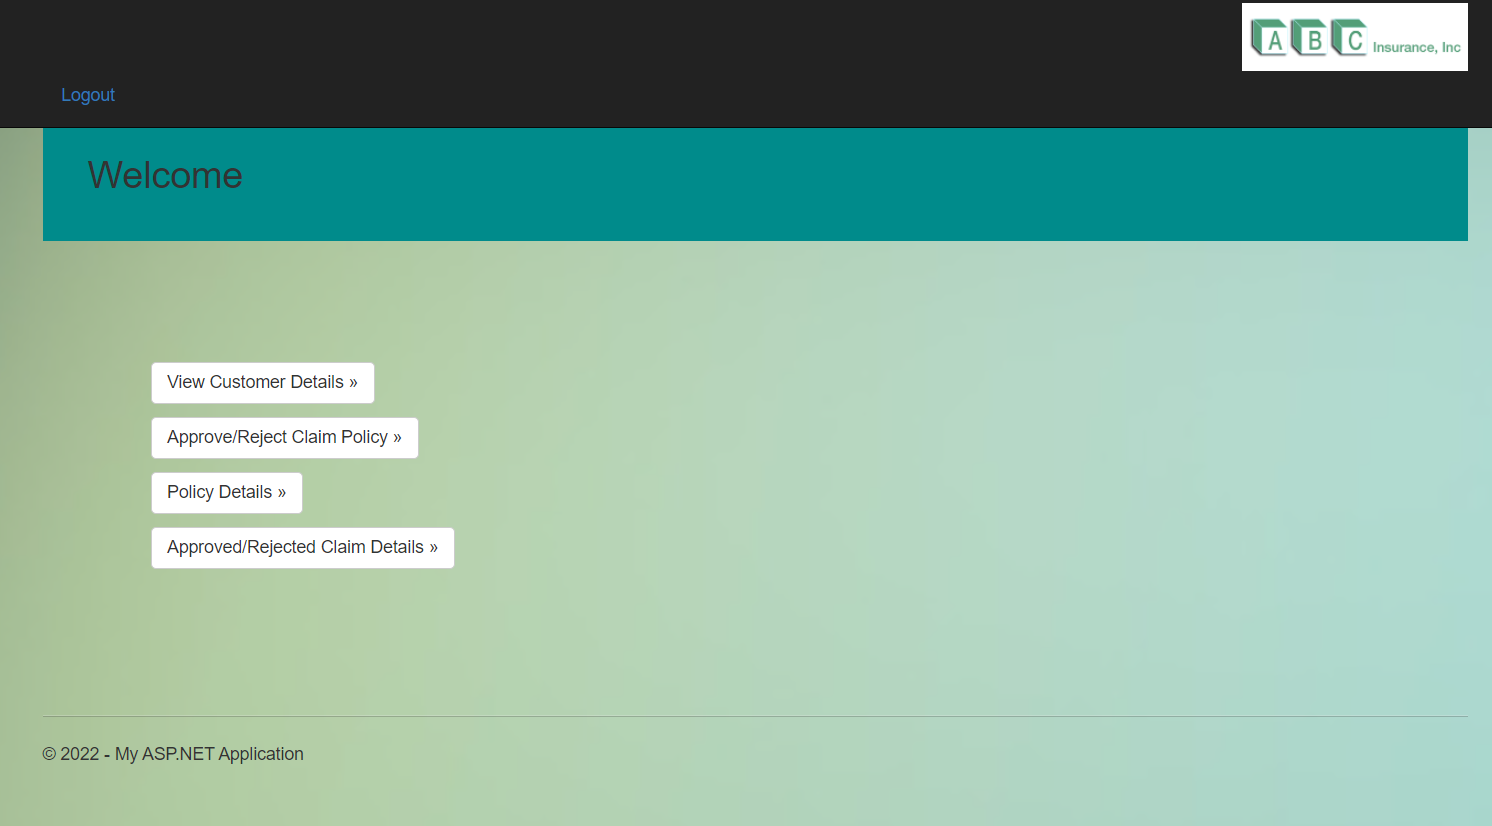 A B C Insurance, Inc
Logout
Welcome
View Customer Details »
Approve/Reject Claim Policy »
Policy Details »
Approved/Rejected Claim Details »
© 2022 - My ASP.NET Application